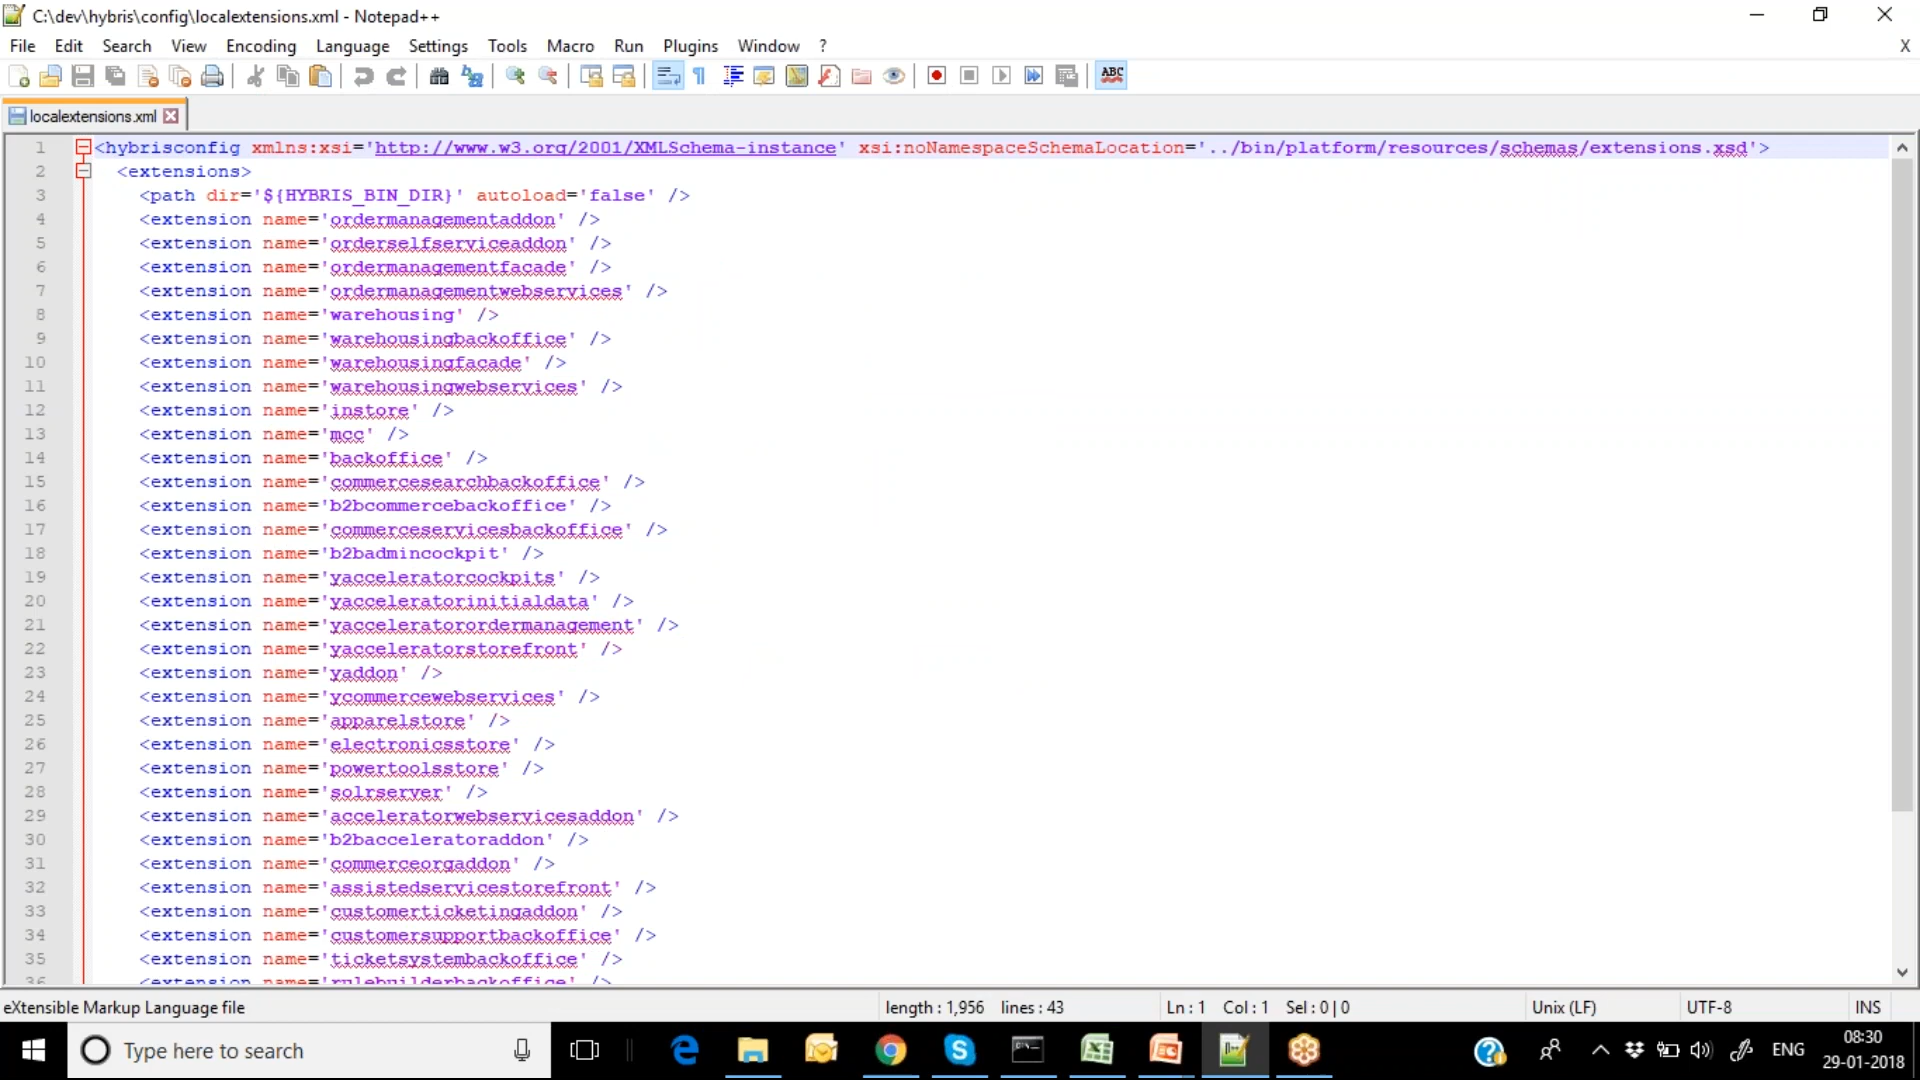 C:\dev\hybris\config\localextensions.xml - Notepad++
File Edit Search View Encoding Language Settings Tools Macro Run Plugins Window ? X
ABC
localextensions.xml
1 <hybrisconfig xmlns:xsi='http://www.w3.org/2001/XMLSchema-instance' xsi:noNamespaceSchemaLocation='../bin/platform/resources/schemas/extensions.xsd'>
2 <extensions>
3 <path dir='${HYBRIS_BIN_DIR}' autoload='false' />
4 <extension name='ordermanagementaddon' />
5 <extension name='orderselfserviceaddon' />
6 <extension name='ordermanagementfacade' />
7 <extension name='ordermanagementwebservices' />
8 <extension name='warehousing' />
9 <extension name='warehousingbackoffice' />
10 <extension name='warehousingfacade' />
11 <extension name='warehousingwebservices' />
12 <extension name='instore' />
13 <extension name='mcc' />
14 <extension name='backoffice' />
15 <extension name='commercesearchbackoffice' />
16 <extension name='b2bcommercebackoffice' />
17 <extension name='commerceservicesbackoffice' />
18 <extension name='b2badmincockpit' />
19 <extension name='yacceleratorcockpits' />
20 <extension name='yacceleratorinitialdata' />
21 <extension name='yacceleratorordermanagement' />
22 <extension name='yacceleratorstorefront' />
23 <extension name='yaddon' />
24 <extension name='ycommercewebservices' />
25 <extension name='apparelstore' />
26 <extension name='electronicsstore' />
27 <extension name='powertoolsstore' />
28 <extension name='solrserver' />
29 <extension name='acceleratorwebservicesaddon' />
30 <extension name='b2bacceleratoraddon' />
31 <extension name='commerceorgaddon' />
32 <extension name='assistedservicestorefront' />
33 <extension name='customerticketingaddon' />
34 <extension name='customersupportbackoffice' />
35 <extension name='ticketsystembackoffice' />
36 <extension name='rulebuilderbackoffice' />
eXtensible Markup Language file length : 1,956 lines : 43 Ln : 1 Col : 1 Sel : 0 | 0 Unix (LF) UTF-8 INS
Type here to search
ENG
08:30
29-01-2018